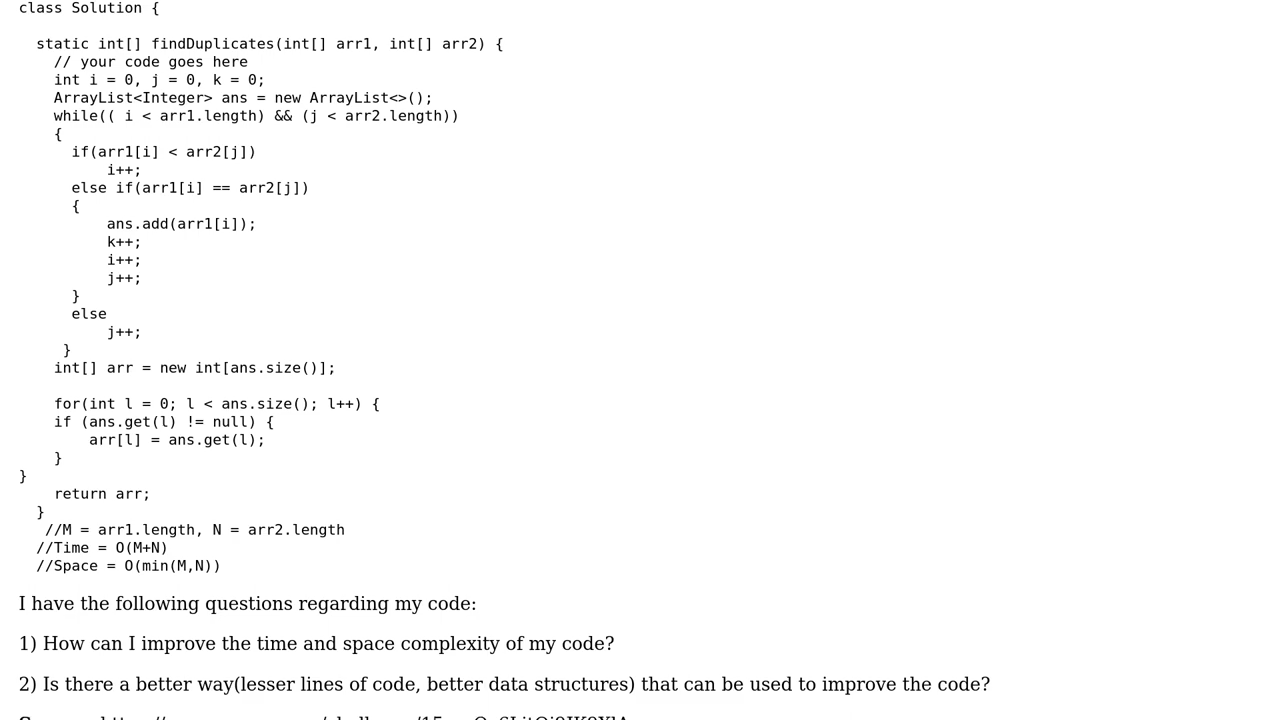 class Solution {
static int[] findDuplicates(int[] arr1, int[] arr2) {
// your code goes here
int i = 0, j = 0, k = 0;
ArrayList<Integer> ans = new ArrayList<>();
while(( i < arr1.length) && (j < arr2.length))
{
if(arr1[i] < arr2[j])
i++;
else if(arr1[i] == arr2[j])
{
ans.add(arr1[i]);
k++;
i++;
j++;
}
else
j++;
}
int[] arr = new int[ans.size()];
for(int l = 0; l < ans.size(); l++) {
if (ans.get(l) != null) {
arr[l] = ans.get(l);
}
}
return arr;
}
//M = arr1.length, N = arr2.length
//Time = O(M+N)
//Space = O(min(M,N))
I have the following questions regarding my code:
1) How can I improve the time and space complexity of my code?
2) Is there a better way(lesser lines of code, better data structures) that can be used to improve the code?